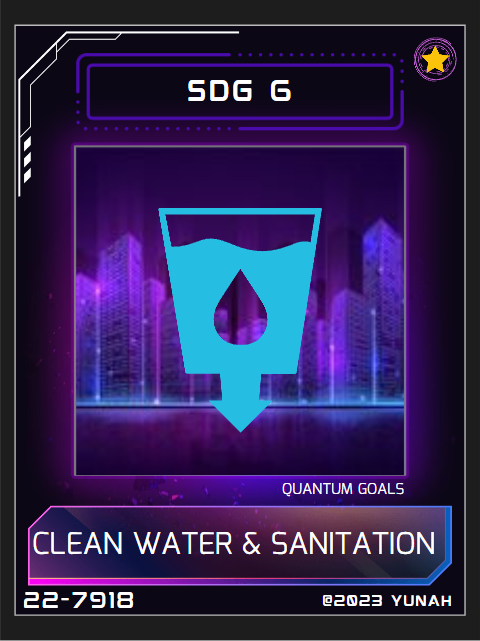 SDG 6
QUANTUM GOALS
CLEAN WATER & SANITATION
22-7918
©2023 YUNAH